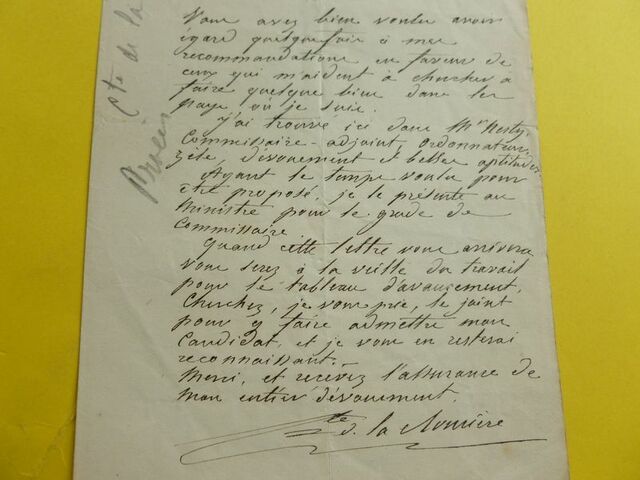 Vous avez bien voulu avoir
égard quelquefois à mes
recommandations en faveur de
ceux qui m'aident à chercher à
faire quelque bien dans les
pays où je suis.
J'ai trouvé ici dans Mr
Commissaire-adjoint, ordonnateur
zèle, dévouement et belles aptitudes.
Ayant le temps voulu pour
être proposé, je le présente au
Ministre pour le grade de
Commissaire.
Quand cette lettre vous arrivera
vous serez à la veille du travail
pour le tableau d'avancement.
Cherchez, je vous prie, le joint
pour y faire admettre mon
candidat, et je vous en resterai
reconnaissant.
Merci, et recevez l'assurance de
mon entier dévouement.
Cte d. la
Cte de la